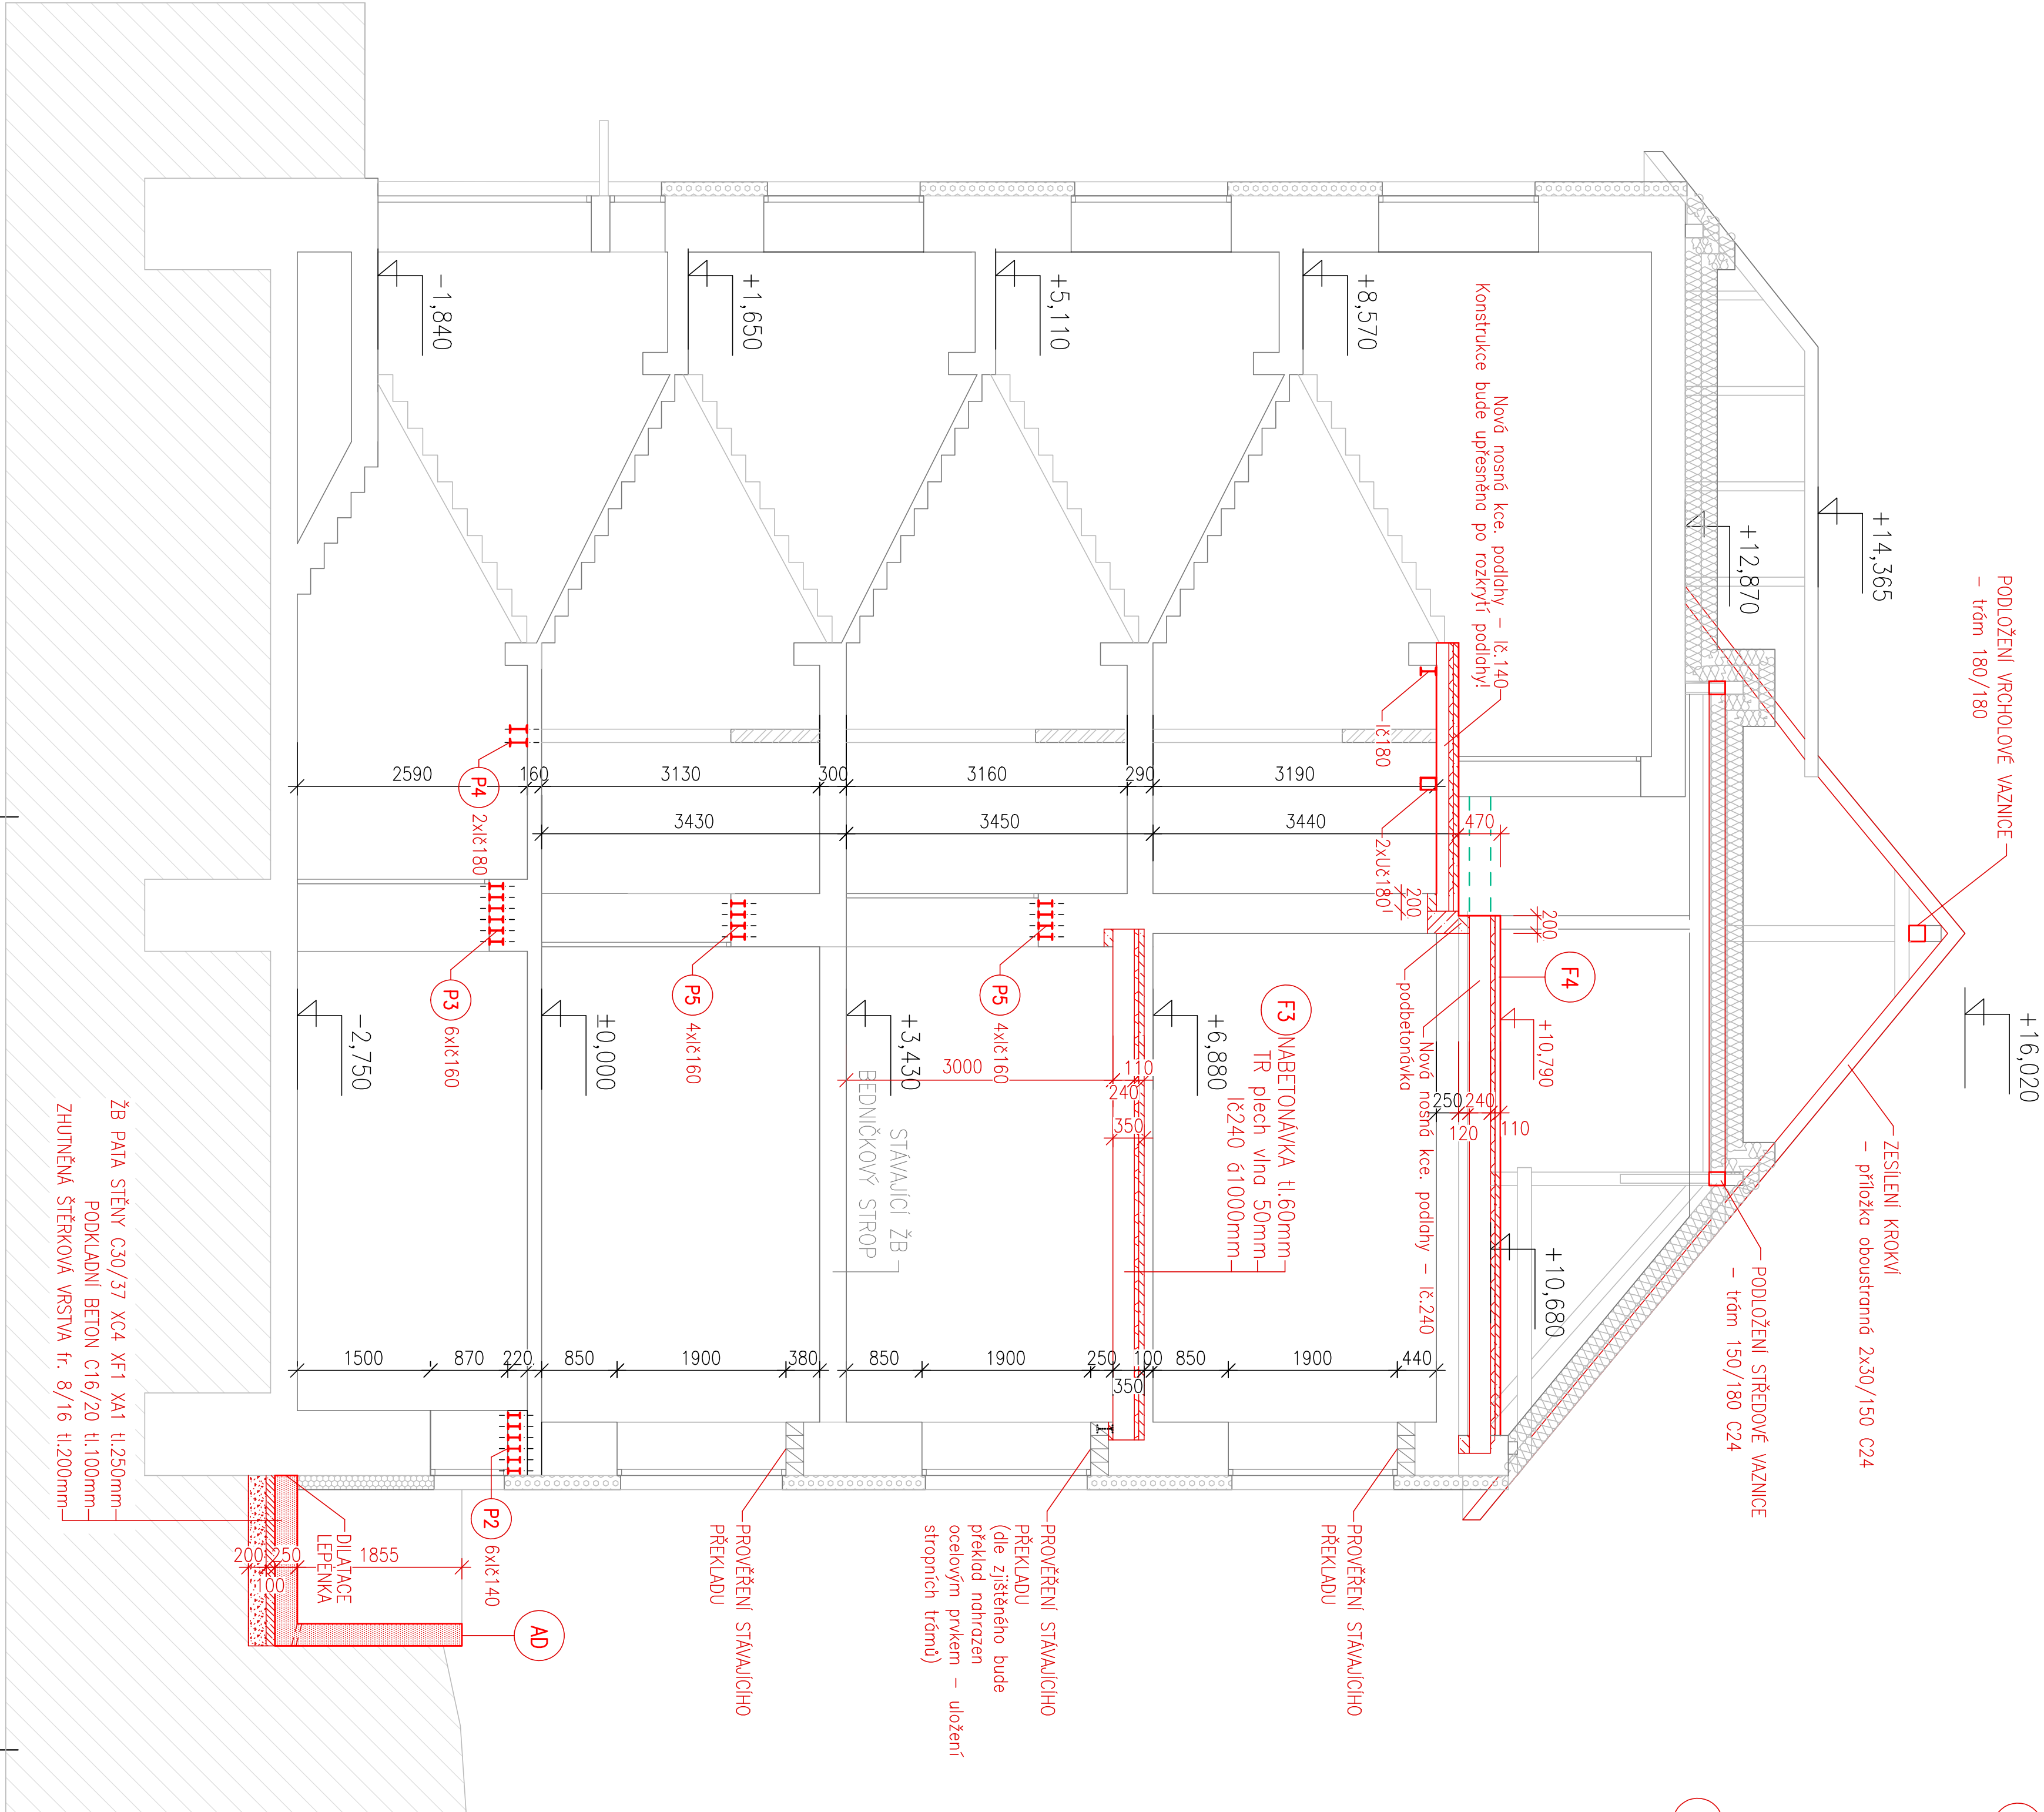 +16,020
PODLOŽENÍ VRCHOLOVÉ VAZNICE
- trám 180/180
ZESÍLENÍ KROKVÍ
- příložka oboustranná 2x30/150 C24
+14,365
+12,870
PODLOŽENÍ STŘEDOVÉ VAZNICE
- trám 150/180 C24
F4
+10,790
+10,680
Nová nosná kce. podlahy - Ič.140
Konstrukce bude upřesněna po rozkrytí podlahy!
470
200
200
110
240
120
250
Nová nosná kce. podlahy - Ič.240
podbetonávka
Ič180
2xUč180
+8,570
3190
3440
440
1900
850
PROVĚŘENÍ STÁVAJÍCÍHO
PŘEKLADU
F3
NABETONÁVKA tl.60mm
TR plech vlna 50mm
Ič240 á1000mm
+6,880
290
100
110
240
350
350
250
+5,110
P5
4xIč160
3160
3450
3000
1900
850
PROVĚŘENÍ STÁVAJÍCÍHO
PŘEKLADU
(dle zjištěného bude
překlad nahrazen
ocelovým prvkem - uložení
stropních trámů)
+3,430
STÁVAJÍCÍ ŽB
BEDNIČKOVÝ STROP
300
380
+1,650
P5
4xIč160
3130
3430
1900
850
PROVĚŘENÍ STÁVAJÍCÍHO
PŘEKLADU
±0,000
160
220
P4
2xIč180
P3
6xIč160
P2
6xIč140
-1,840
2590
870
1500
-2,750
AD
1855
DILATACE
LEPENKA
250
100
200
ŽB PATA STĚNY C30/37 XC4 XF1 XA1 tl.250mm
PODKLADNÍ BETON C16/20 tl.100mm
ZHUTNĚNÁ ŠTĚRKOVÁ VRSTVA fr. 8/16 tl.200mm